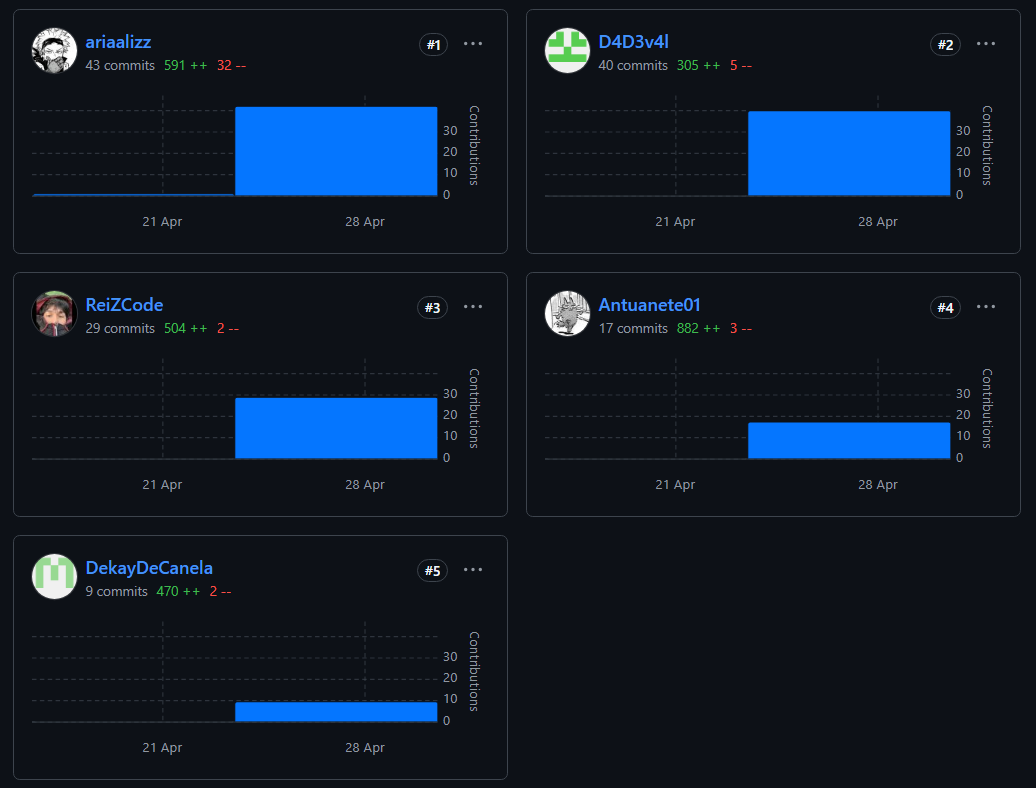 ariaalizz
#1
43 commits 591 ++ 32 --
Contributions
30
20
10
0
21 Apr 28 Apr
D4D3v4l
#2
40 commits 305 ++ 5 --
Contributions
30
20
10
0
21 Apr 28 Apr
ReiZCode
#3
29 commits 504 ++ 2 --
Contributions
30
20
10
0
21 Apr 28 Apr
Antuanete01
#4
17 commits 882 ++ 3 --
Contributions
30
20
10
0
21 Apr 28 Apr
DekayDeCanela
#5
9 commits 470 ++ 2 --
Contributions
30
20
10
0
21 Apr 28 Apr